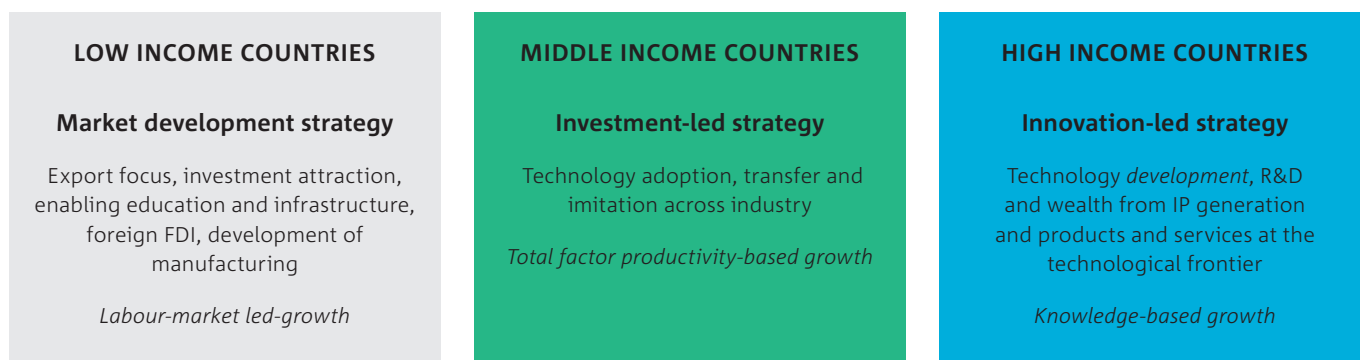 LOW INCOME COUNTRIES
Market development strategy
Export focus, investment attraction,
enabling education and infrastructure,
foreign FDI, development of
manufacturing
Labour-market led-growth
MIDDLE INCOME COUNTRIES
Investment-led strategy
Technology adoption, transfer and
imitation across industry
Total factor productivity-based growth
HIGH INCOME COUNTRIES
Innovation-led strategy
Technology development, R&D
and wealth from IP generation
and products and services at the
technological frontier
Knowledge-based growth